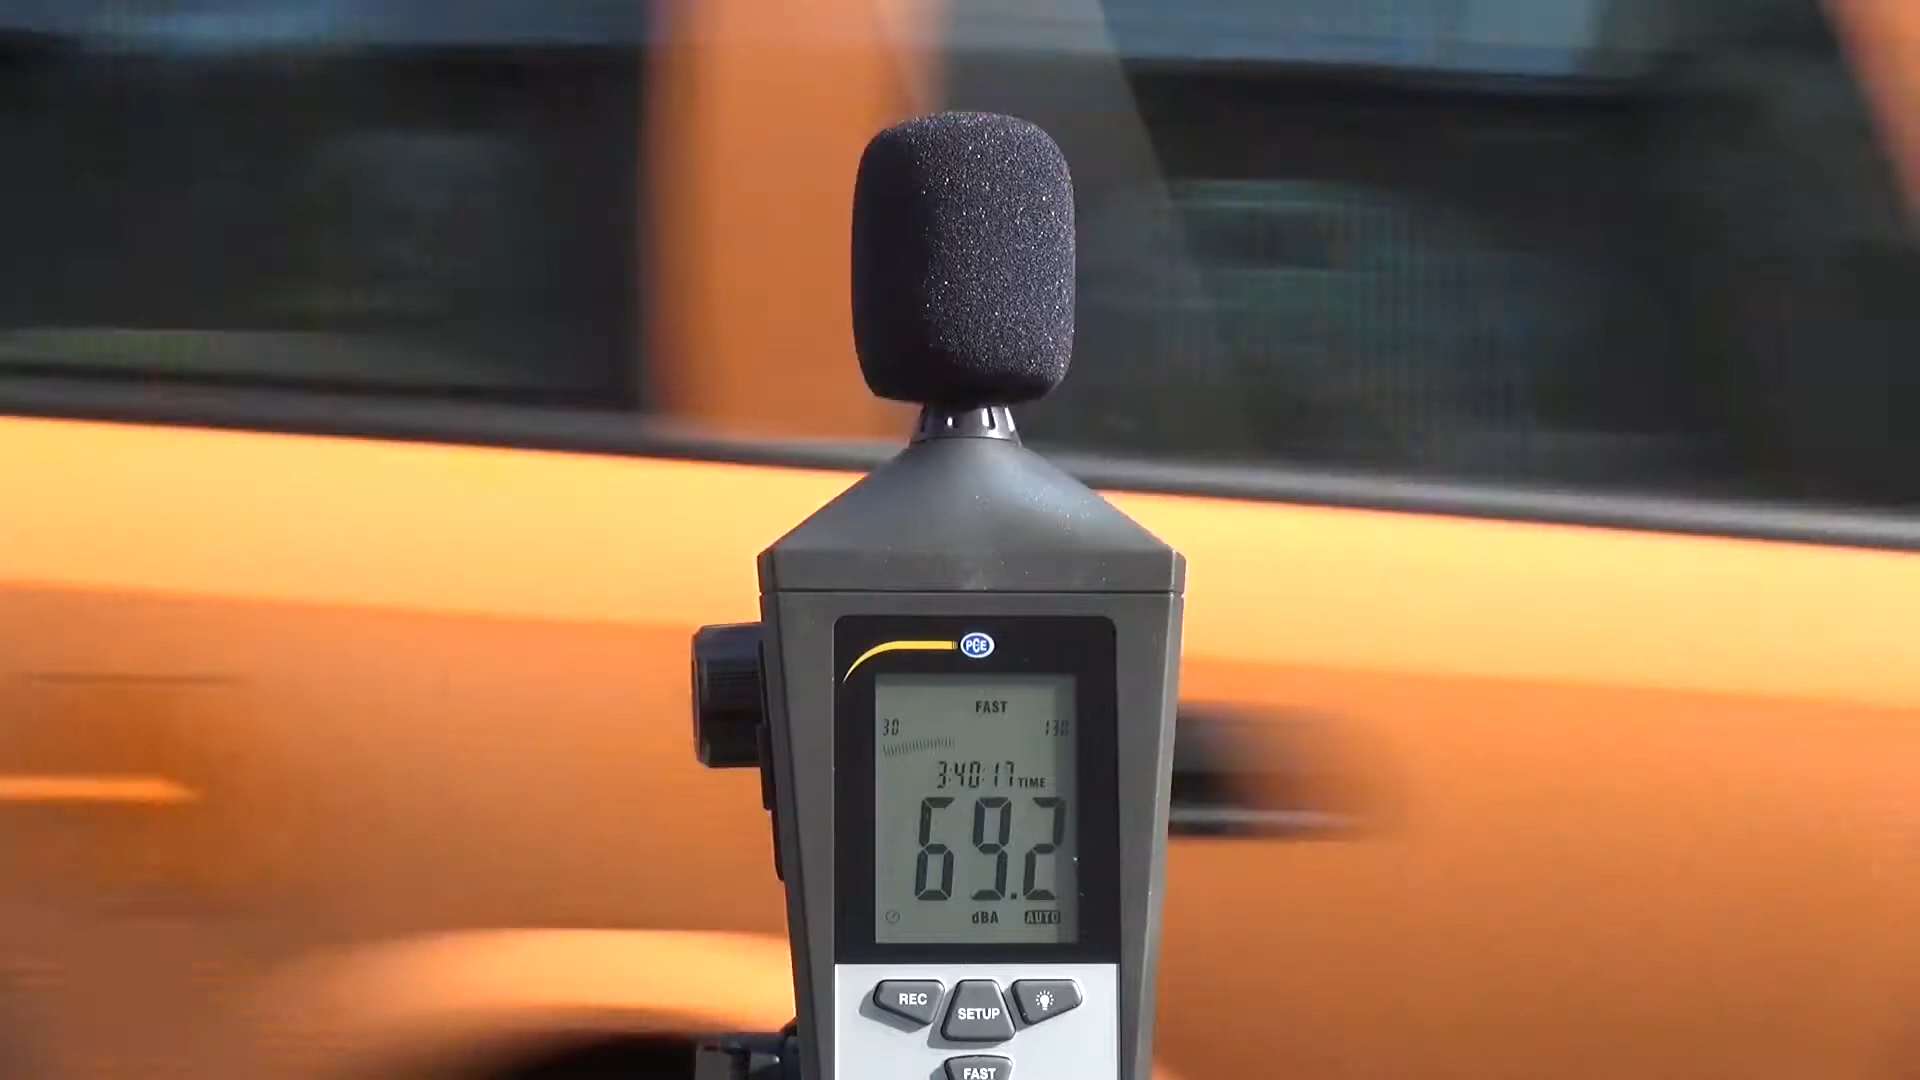 PCE
FAST
30 130
3:40:17 TIME
69.2
dBA AUTO
REC
SETUP
FAST